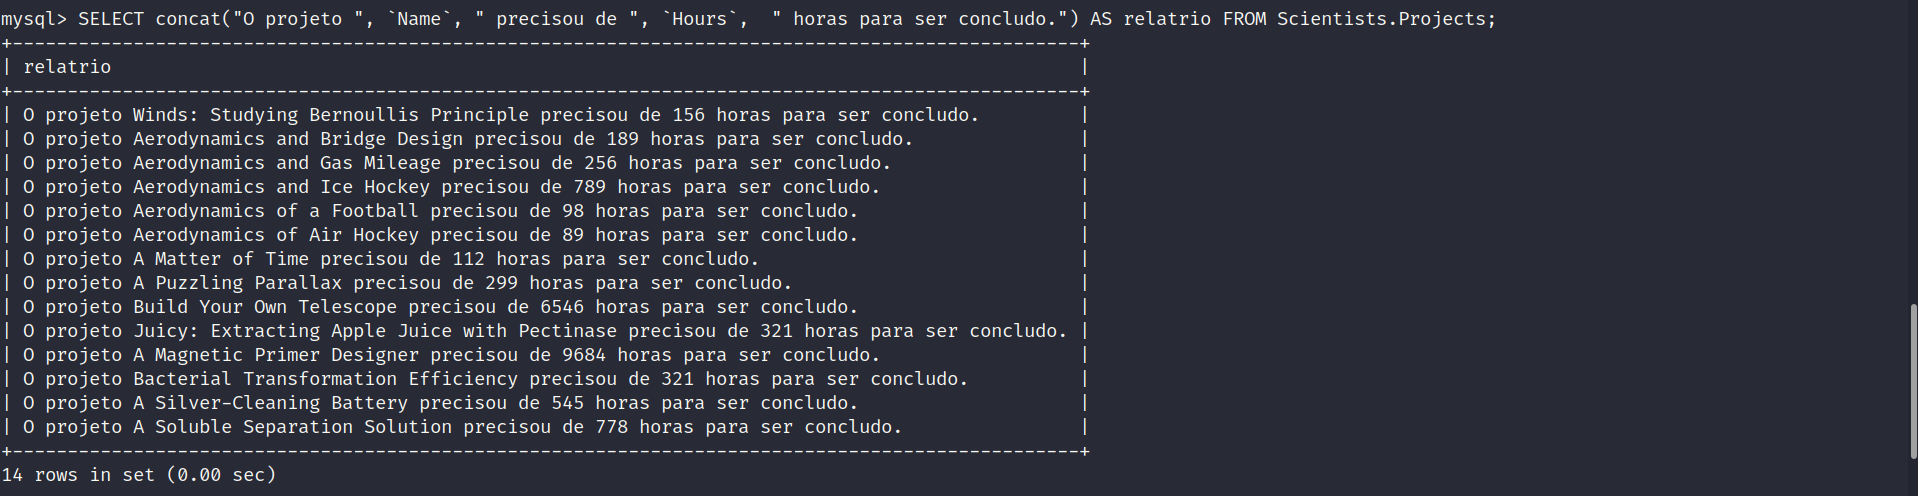 mysql> SELECT concat("O projeto ", `Name`, " precisou de ", `Hours`,  " horas para ser concludo.") AS relatrio FROM Scientists.Projects;
+-------------------------------------------------------------------------------------------------+
| relatrio                                                                                        |
+-------------------------------------------------------------------------------------------------+
| O projeto Winds: Studying Bernoullis Principle precisou de 156 horas para ser concludo.         |
| O projeto Aerodynamics and Bridge Design precisou de 189 horas para ser concludo.               |
| O projeto Aerodynamics and Gas Mileage precisou de 256 horas para ser concludo.                 |
| O projeto Aerodynamics and Ice Hockey precisou de 789 horas para ser concludo.                  |
| O projeto Aerodynamics of a Football precisou de 98 horas para ser concludo.                    |
| O projeto Aerodynamics of Air Hockey precisou de 89 horas para ser concludo.                    |
| O projeto A Matter of Time precisou de 112 horas para ser concludo.                             |
| O projeto A Puzzling Parallax precisou de 299 horas para ser concludo.                          |
| O projeto Build Your Own Telescope precisou de 6546 horas para ser concludo.                    |
| O projeto Juicy: Extracting Apple Juice with Pectinase precisou de 321 horas para ser concludo. |
| O projeto A Magnetic Primer Designer precisou de 9684 horas para ser concludo.                  |
| O projeto Bacterial Transformation Efficiency precisou de 321 horas para ser concludo.          |
| O projeto A Silver-Cleaning Battery precisou de 545 horas para ser concludo.                    |
| O projeto A Soluble Separation Solution precisou de 778 horas para ser concludo.                |
+-------------------------------------------------------------------------------------------------+
14 rows in set (0.00 sec)